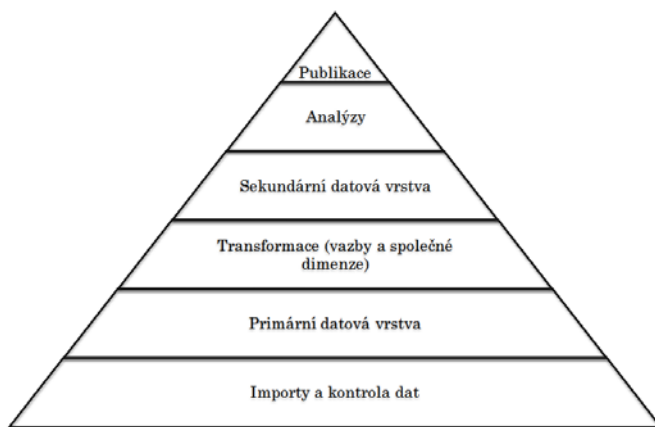 Publikace
Analýzy
Sekundární datová vrstva
Transformace (vazby a společné
dimenze)
Primární datová vrstva
Importy a kontrola dat